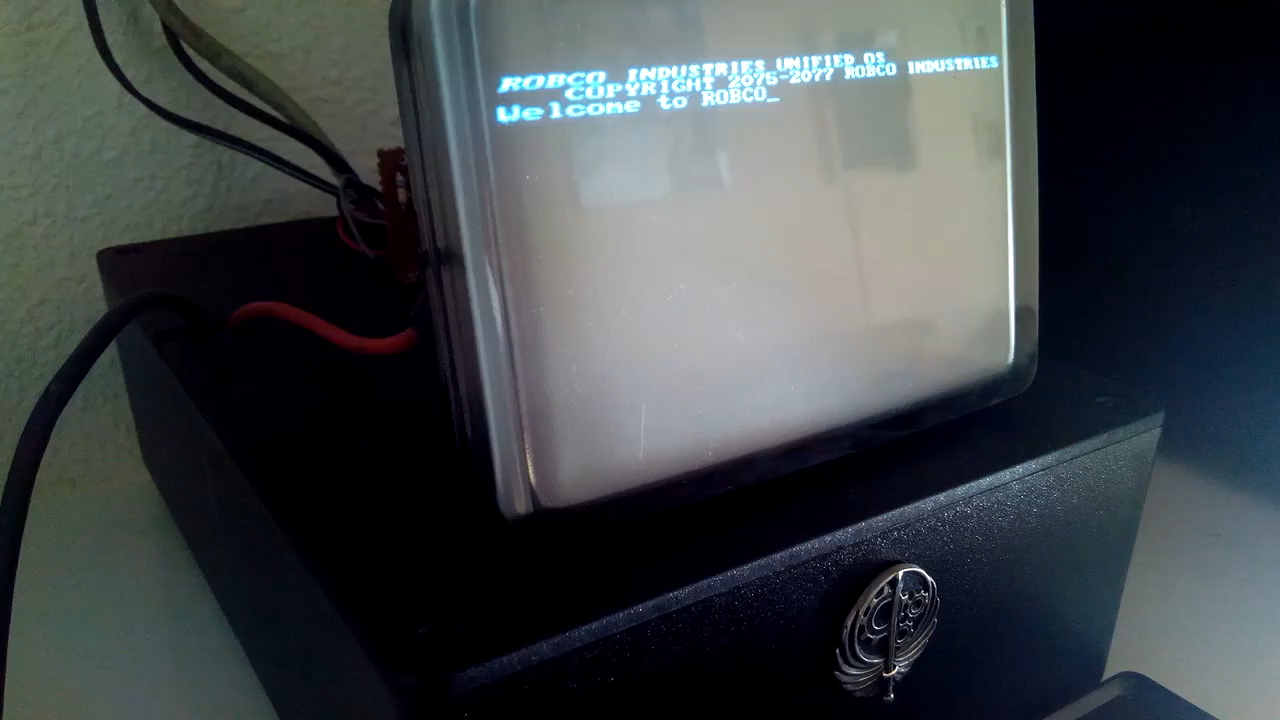 ROBCO INDUSTRIES UNIFIED OS
COPYRIGHT 2075-2077 ROBCO INDUSTRIES
Welcome to ROBCO_